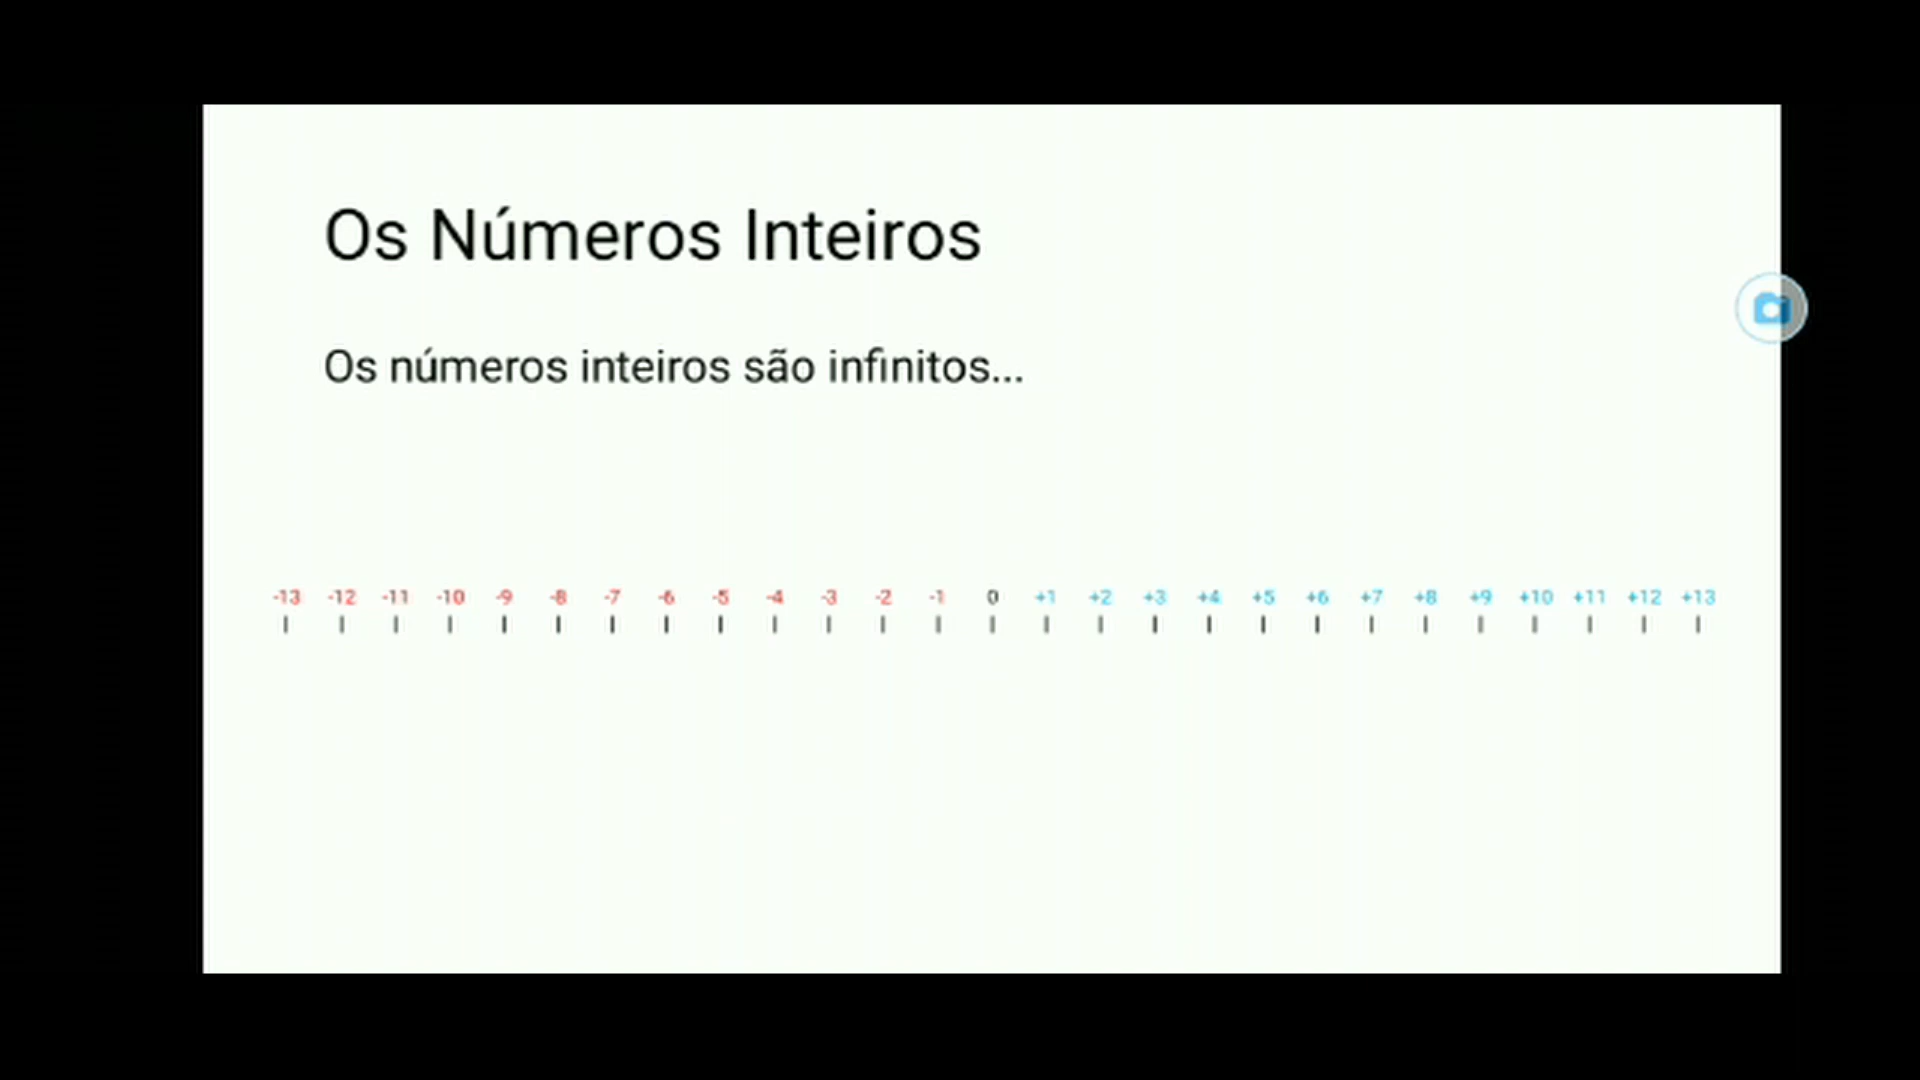 Os Números Inteiros
Os números inteiros são infinitos...
-13 -12 -11 -10 -9 -8 -7 -6 -5 -4 -3 -2 -1 0 +1 +2 +3 +4 +5 +6 +7 +8 +9 +10 +11 +12 +13